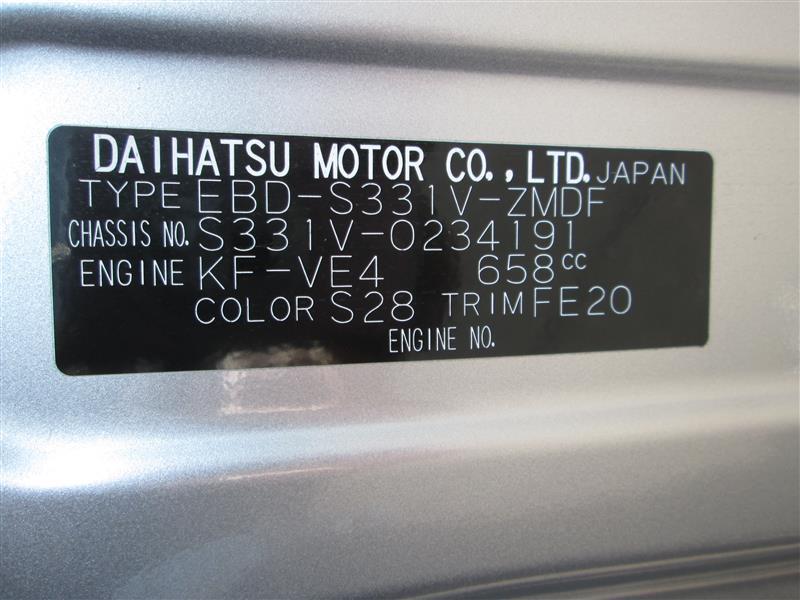 DAIHATSU MOTOR CO., LTD. JAPAN
TYPE EBD-S331V-ZMDF
CHASSIS NO. S331V-0234191
ENGINE KF-VE4 658cc
COLOR S28 TRIM FE20
ENGINE NO.